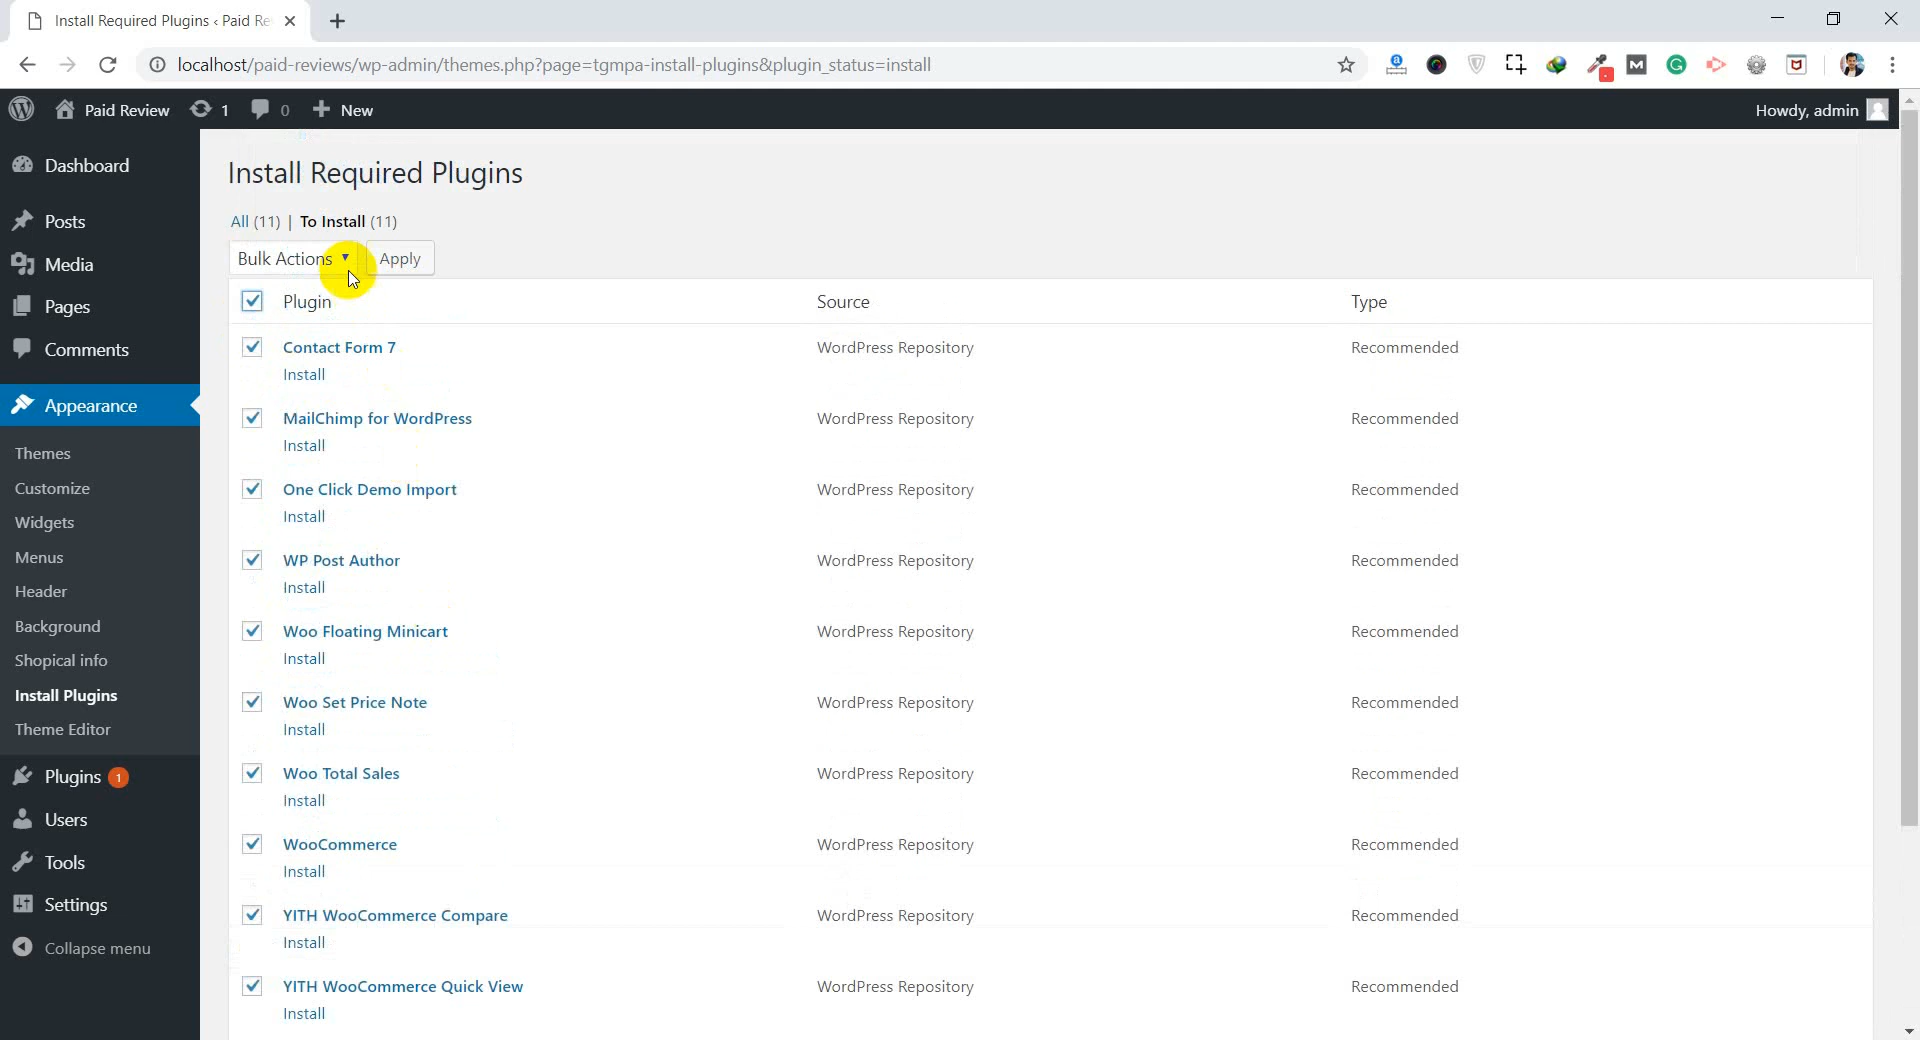 Install Required Plugins ‹ Paid Re
localhost/paid-reviews/wp-admin/themes.php?page=tgmpa-install-plugins&plugin_status=install
Paid Review 1 0 New Howdy, admin
Dashboard
Posts
Media
Pages
Comments
Appearance
Themes
Customize
Widgets
Menus
Header
Background
Shopical info
Install Plugins
Theme Editor
Plugins 1
Users
Tools
Settings
Collapse menu
Install Required Plugins
All (11) | To Install (11)
Bulk Actions Apply
Plugin Source Type
Contact Form 7 WordPress Repository Recommended
Install
MailChimp for WordPress WordPress Repository Recommended
Install
One Click Demo Import WordPress Repository Recommended
Install
WP Post Author WordPress Repository Recommended
Install
Woo Floating Minicart WordPress Repository Recommended
Install
Woo Set Price Note WordPress Repository Recommended
Install
Woo Total Sales WordPress Repository Recommended
Install
WooCommerce WordPress Repository Recommended
Install
YITH WooCommerce Compare WordPress Repository Recommended
Install
YITH WooCommerce Quick View WordPress Repository Recommended
Install